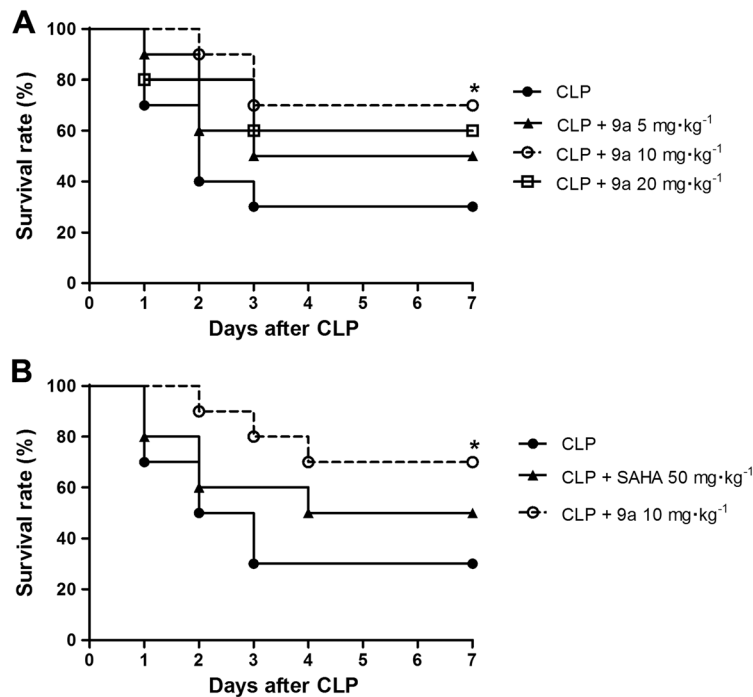 A
Survival rate (%)
100
80
60
40
20
0
0 1 2 3 4 5 6 7
Days after CLP
*
CLP
CLP + 9a 5 mg·kg⁻¹
CLP + 9a 10 mg·kg⁻¹
CLP + 9a 20 mg·kg⁻¹
B
Survival rate (%)
100
80
60
40
20
0
0 1 2 3 4 5 6 7
Days after CLP
*
CLP
CLP + SAHA 50 mg·kg⁻¹
CLP + 9a 10 mg·kg⁻¹